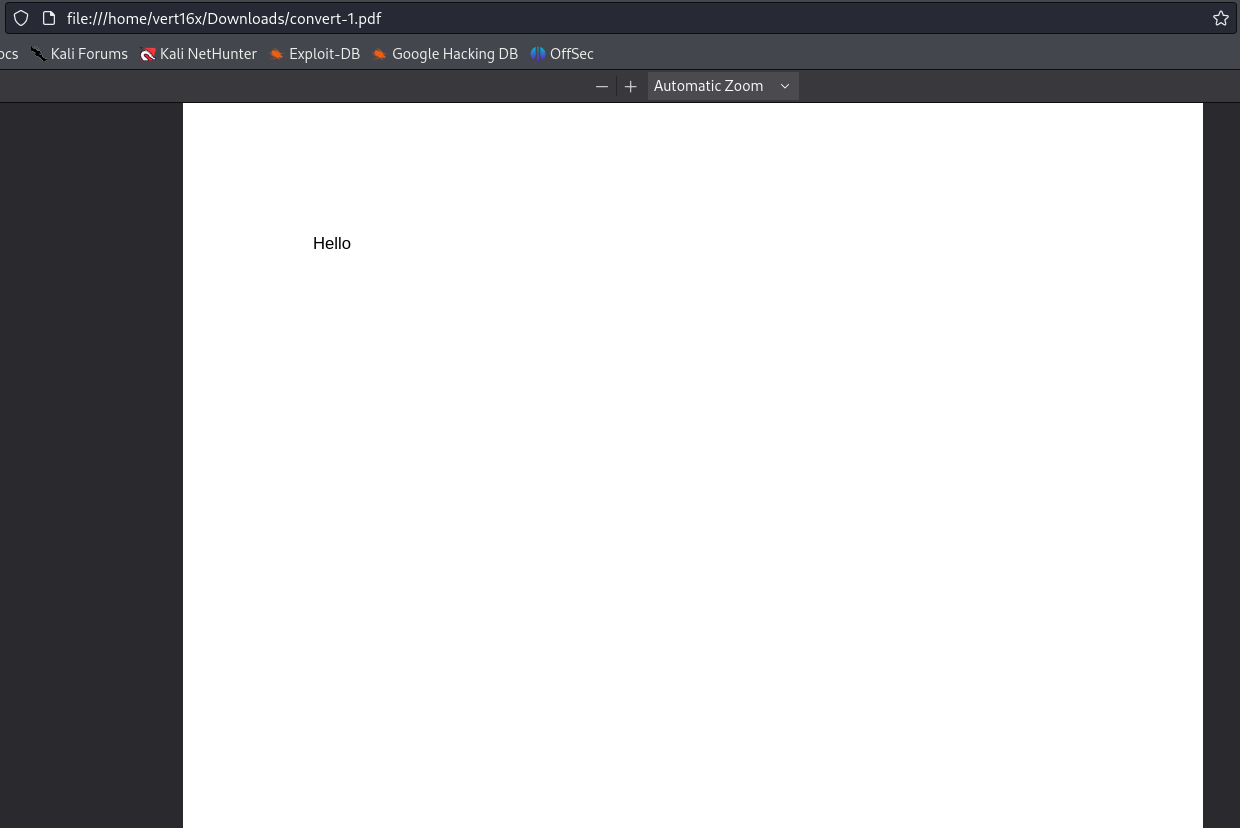 file:///home/vert16x/Downloads/convert-1.pdf
ocs Kali Forums Kali NetHunter Exploit-DB Google Hacking DB OffSec
Automatic Zoom
Hello